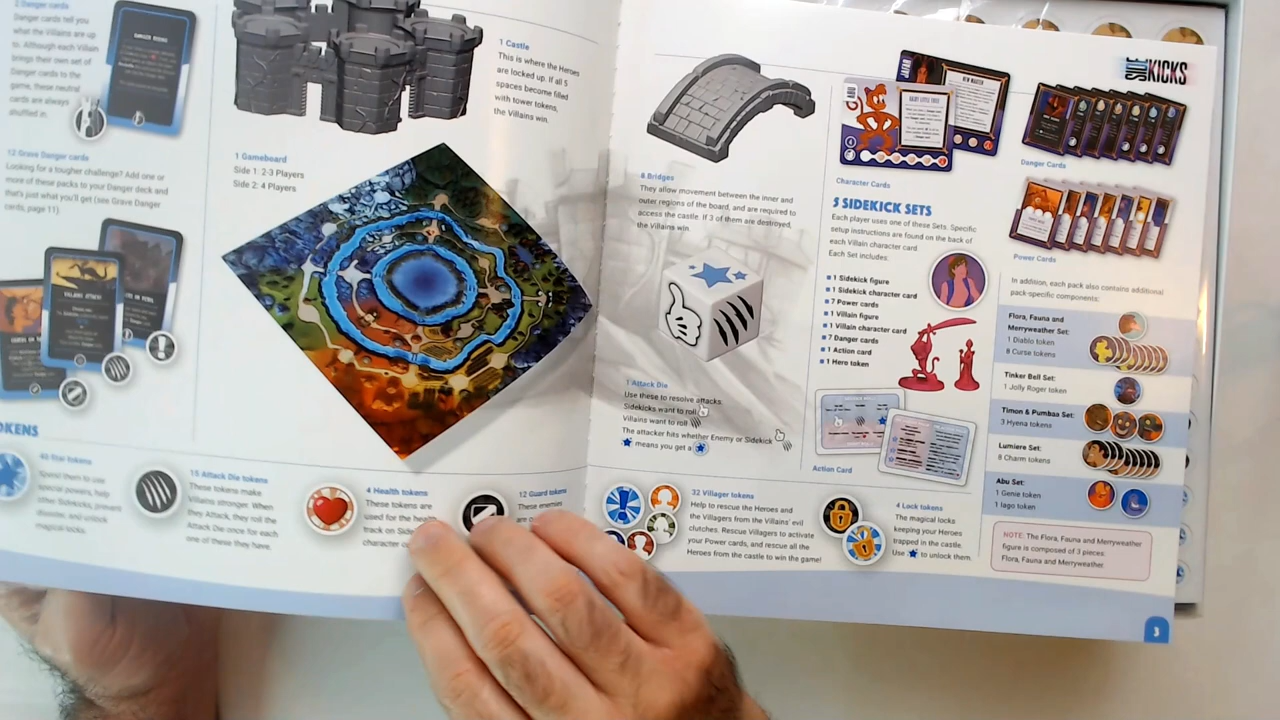 2 Danger cards
Danger cards tell you
what the Villains are up
to. Although each Villain
brings their own set of
Danger cards to the
game, these neutral
cards are always
shuffled in.
12 Grave Danger cards
Looking for a tougher challenge? Add one or
more of these packs to your Danger deck and
that's just what you'll get (see Grave Danger
cards, page 11).
VILLAINS ATTACK!
1 Castle
This is where the Heroes
are locked up. If all 5
spaces become filled
with tower tokens,
the Villains win.
1 Gameboard
Side 1: 2-3 Players
Side 2: 4 Players
OKENS
Star tokens
Spend them to use
special powers, help
other Sidekicks, prevent
and unlock
magical locks.
15 Attack Die tokens
These tokens make
Villains stronger. When
they Attack, they roll the
Attack Die once for each
one of these they have.
4 Health tokens
These tokens are
used for the health
track on
character
12 Guard tokens
These enemies
SIDE
KICKS
8 Bridges
They allow movement between the inner and
outer regions of the board, and are required to
access the castle. If 3 of them are destroyed,
the Villains win.
1 Attack Die
Use these to resolve attacks.
Sidekicks want to roll
Villains want to roll
The attacker hits whether Enemy or Sidekick
means you get a
32 Villager tokens
Help to rescue the Heroes and
the Villagers from the Villains' evil
clutches. Rescue Villagers to activate
your Power cards, and rescue all the
Heroes from the castle to win the game!
4 Lock tokens
The magical locks
keeping your Heroes
trapped in the castle.
Use to unlock them.
ABU
JAFAR
Character Cards
5 SIDEKICK SETS
Each player uses one of these Sets. Specific
setup instructions are found on the back of
each Villain character card.
Each Set includes:
1 Sidekick figure
1 Sidekick character card
7 Power cards
1 Villain figure
1 Villain character card
7 Danger cards
1 Action card
1 Hero token
Action Card
Danger Cards
Power Cards
In addition, each pack also contains additional
pack-specific components:
Flora, Fauna and
Merryweather Set:
1 Diablo token
8 Curse tokens
Tinker Bell Set:
1 Jolly Roger token
Timon & Pumbaa Set:
3 Hyena tokens
Lumiere Set:
8 Charm tokens
Abu Set:
1 Genie token
1 Iago token
NOTE: The Flora, Fauna and Merryweather
figure is composed of 3 pieces:
Flora, Fauna and Merryweather.
3